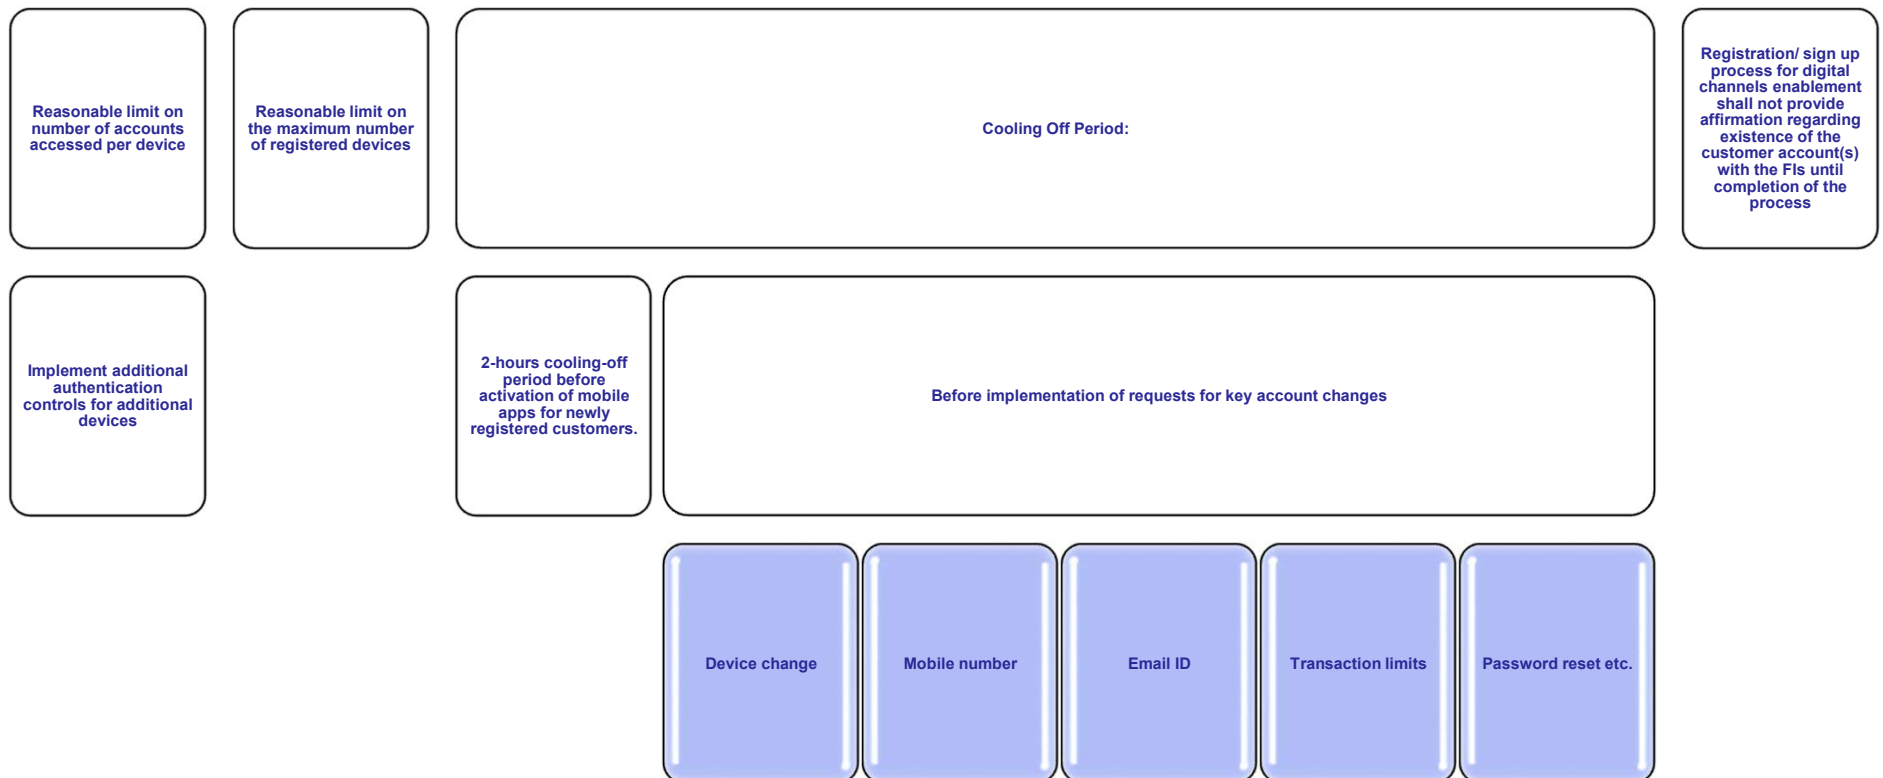 Reasonable limit on
number of accounts
accessed per device
Reasonable limit on
the maximum number
of registered devices
Cooling Off Period:
Registration/ sign up
process for digital
channels enablement
shall not provide
affirmation regarding
existence of the
customer account(s)
with the FIs until
completion of the
process
Implement additional
authentication
controls for additional
devices
2-hours cooling-off
period before
activation of mobile
apps for newly
registered customers.
Before implementation of requests for key account changes
Device change
Mobile number
Email ID
Transaction limits
Password reset etc.